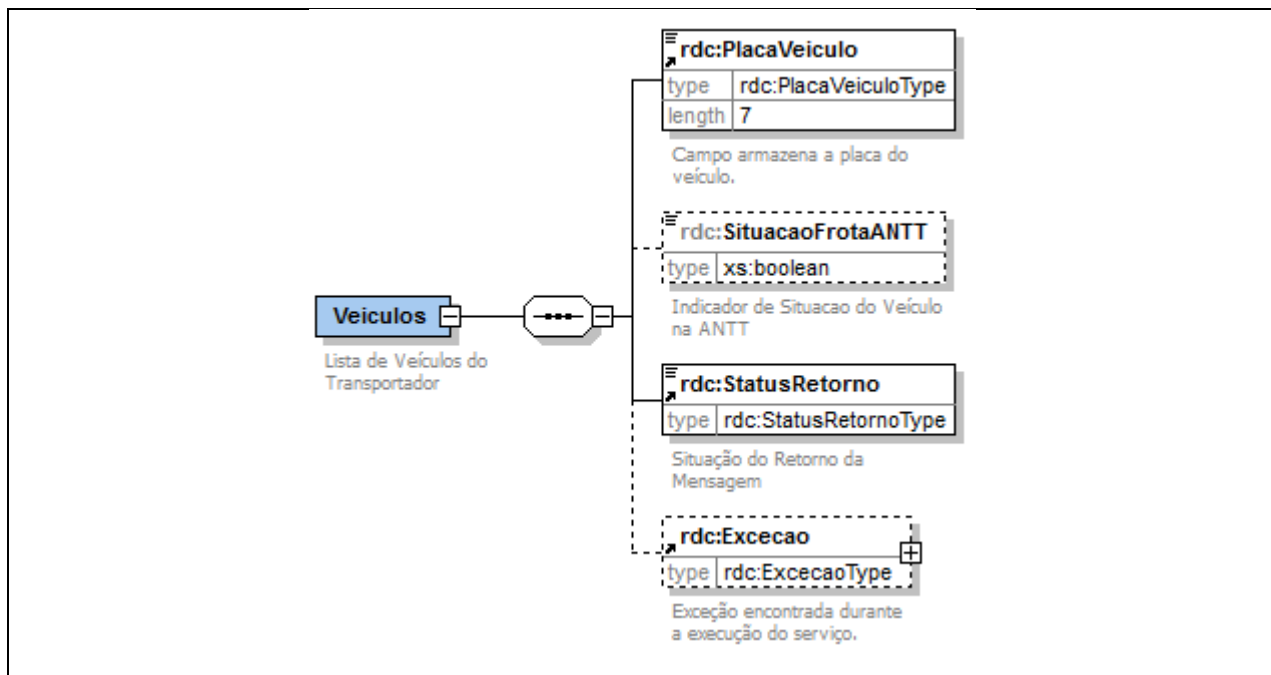 rdc:PlacaVeiculo
type rdc:PlacaVeiculoType
length 7
Campo armazena a placa do
veículo.
rdc:SituacaoFrotaANTT
type xs:boolean
Indicador de Situacao do Veículo
na ANTT
Veiculos
Lista de Veículos do
Transportador
rdc:StatusRetorno
type rdc:StatusRetornoType
Situação do Retorno da
Mensagem
rdc:Excecao
type rdc:ExcecaoType
Exceção encontrada durante
a execução do serviço.